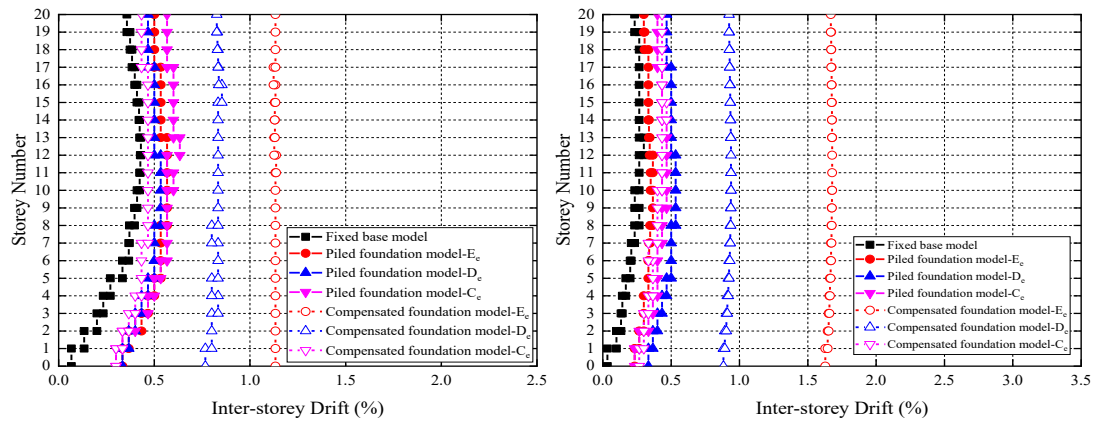 20
19
18
17
16
15
14
13
12
11
10
9
8
7
6
5
4
3
2
1
0
Storey Number
Fixed base model
Piled foundation model-Ee
Piled foundation model-De
Piled foundation model-Ce
Compensated foundation model-Ee
Compensated foundation model-De
Compensated foundation model-Ce
0.0 0.5 1.0 1.5 2.0 2.5
Inter-storey Drift (%)
20
19
18
17
16
15
14
13
12
11
10
9
8
7
6
5
4
3
2
1
0
Storey Number
Fixed base model
Piled foundation model-Ee
Piled foundation model-De
Piled foundation model-Ce
Compensated foundation model-Ee
Compensated foundation model-De
Compensated foundation model-Ce
0.0 0.5 1.0 1.5 2.0 2.5 3.0 3.5
Inter-storey Drift (%)